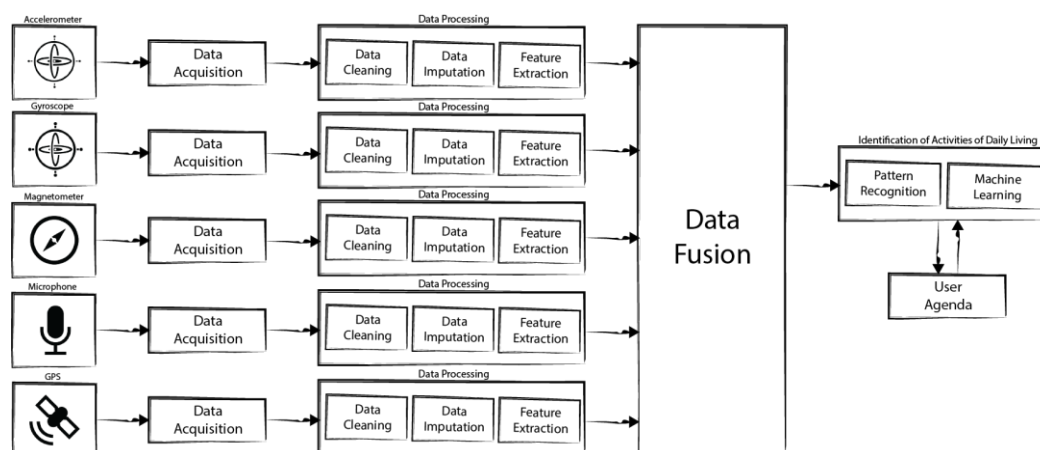 Accelerometer
Data
Acquisition
Data Processing
Data
Cleaning
Data
Imputation
Feature
Extraction
Gyroscope
Data
Acquisition
Data Processing
Data
Cleaning
Data
Imputation
Feature
Extraction
Magnetometer
Data
Acquisition
Data Processing
Data
Cleaning
Data
Imputation
Feature
Extraction
Microphone
Data
Acquisition
Data Processing
Data
Cleaning
Data
Imputation
Feature
Extraction
GPS
Data
Acquisition
Data Processing
Data
Cleaning
Data
Imputation
Feature
Extraction
Data
Fusion
Identification of Activities of Daily Living
Pattern
Recognition
Machine
Learning
User
Agenda